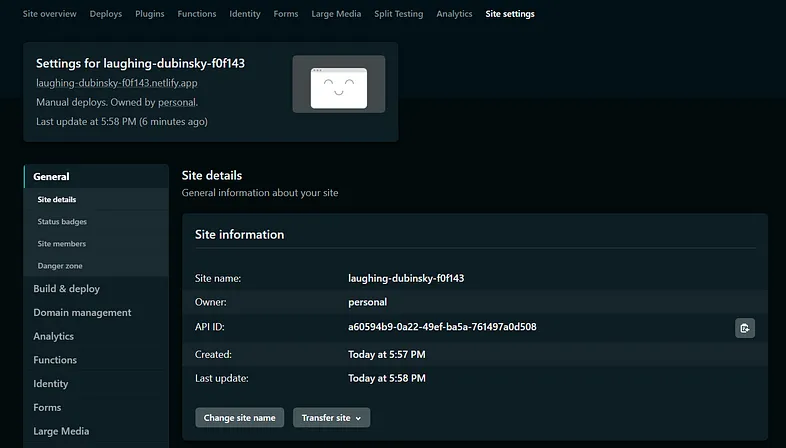 Site overview Deploys Plugins Functions Identity Forms Large Media Split Testing Analytics Site settings
Settings for laughing-dubinsky-f0f143
laughing-dubinsky-f0f143.netlify.app
Manual deploys. Owned by personal.
Last update at 5:58 PM (6 minutes ago)
General
Site details
Status badges
Site members
Danger zone
Build & deploy
Domain management
Analytics
Functions
Identity
Forms
Large Media
Site details
General information about your site
Site information
Site name: laughing-dubinsky-f0f143
Owner: personal
API ID: a60594b9-0a22-49ef-ba5a-761497a0d508
Created: Today at 5:57 PM
Last update: Today at 5:58 PM
Change site name Transfer site